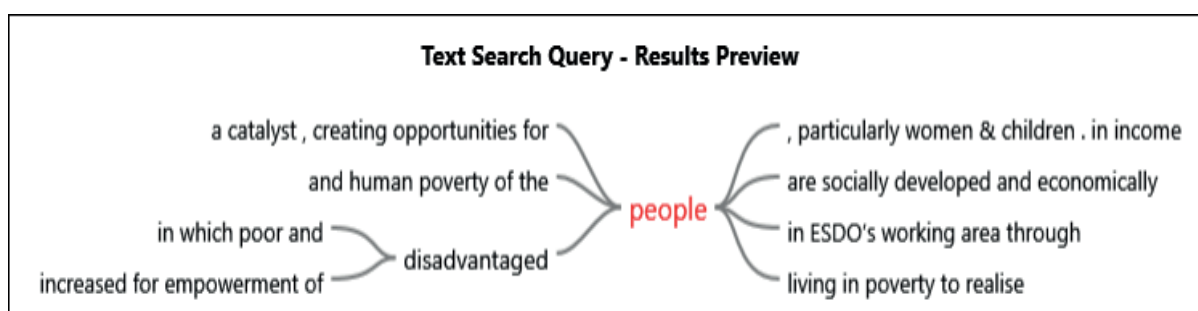 Text Search Query - Results Preview
a catalyst , creating opportunities for
and human poverty of the
in which poor and
increased for empowerment of
disadvantaged
people
, particularly women & children . in income
are socially developed and economically
in ESDO's working area through
living in poverty to realise